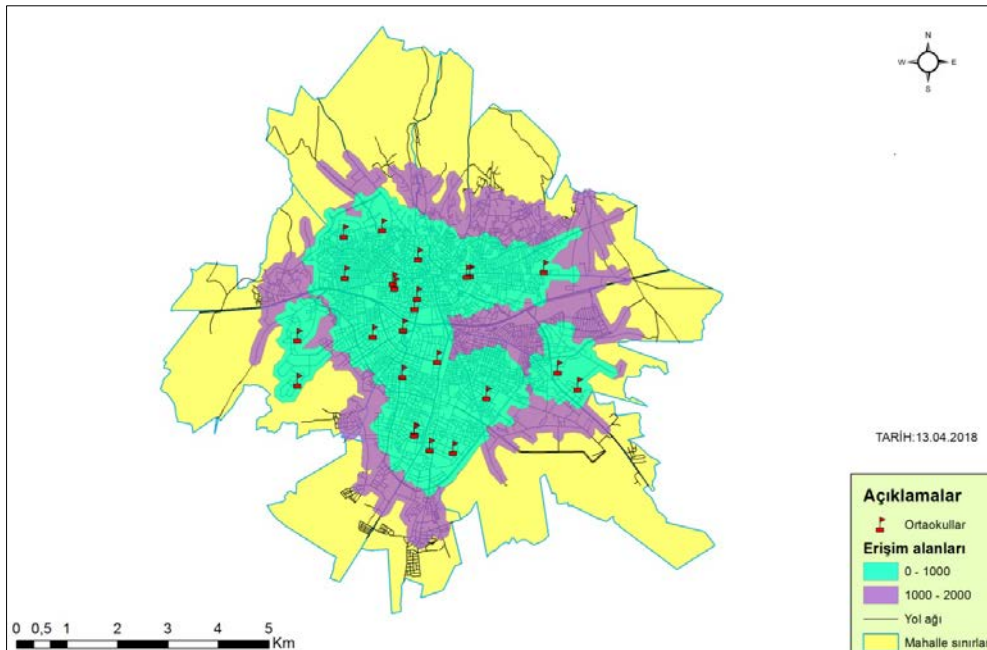 N
W E
S
TARİH:13.04.2018
Açıklamalar
Ortaokullar
Erişim alanları
0 - 1000
1000 - 2000
Yol ağı
Mahalle sınırlar
0 0,5 1 2 3 4 5
Km